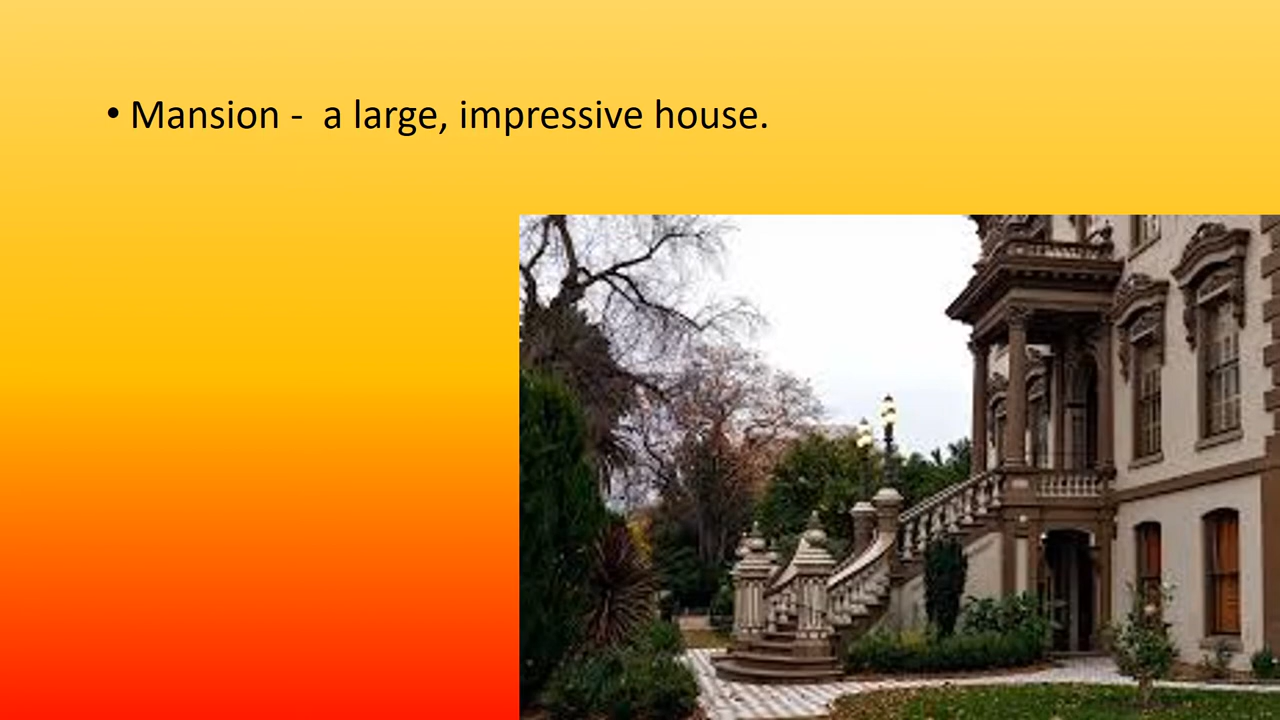 • Mansion -  a large, impressive house.